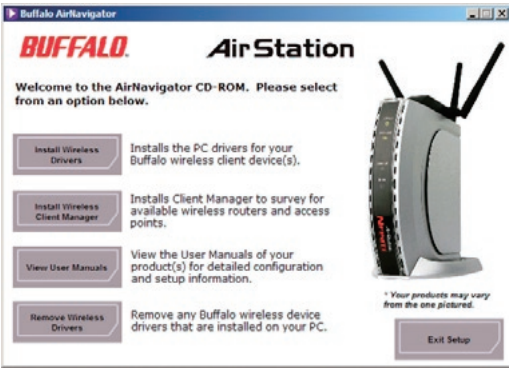 Buffalo AirNavigator
BUFFALO.
AirStation
Welcome to the AirNavigator CD-ROM. Please select
from an option below.
Install Wireless
Drivers
Installs the PC drivers for your
Buffalo wireless client device(s).
Install Wireless
Client Manager
Installs Client Manager to survey for
available wireless routers and access
points.
View User Manuals
View the User Manuals of your
product(s) for detailed configuration
and setup information.
Remove Wireless
Drivers
Remove any Buffalo wireless device
drivers that are installed on your PC.
* Your products may vary
from the one pictured.
Exit Setup